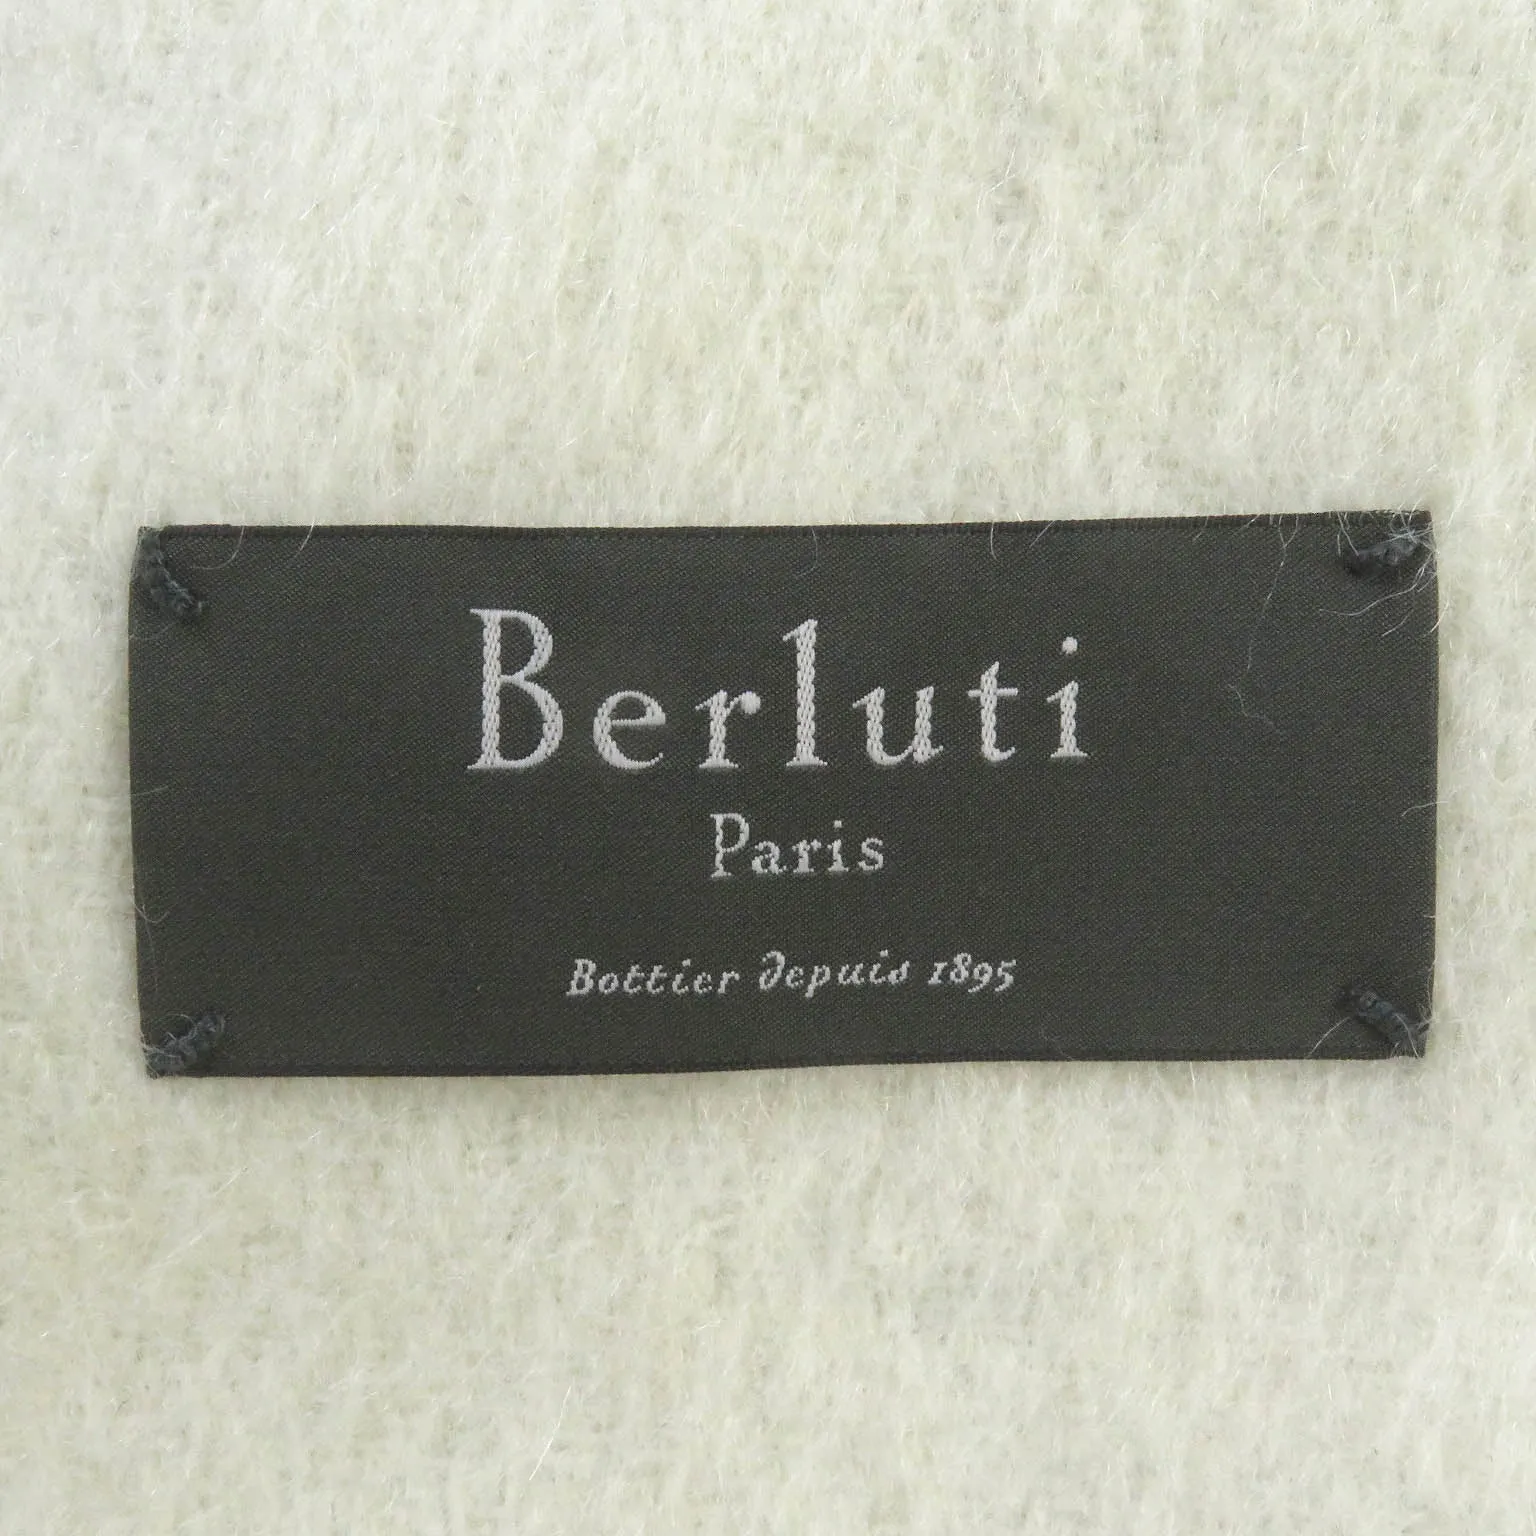 Berluti
Paris
Bottier depuis 1895